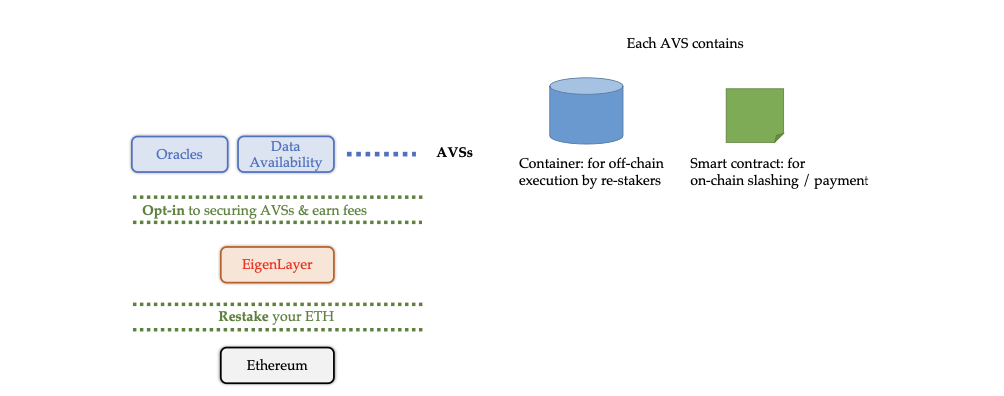 Each AVS contains
Oracles
Data
Availability
AVSs
Container: for off-chain
execution by re-stakers
Smart contract: for
on-chain slashing / payment
Opt-in to securing AVSs & earn fees
EigenLayer
Restake your ETH
Ethereum